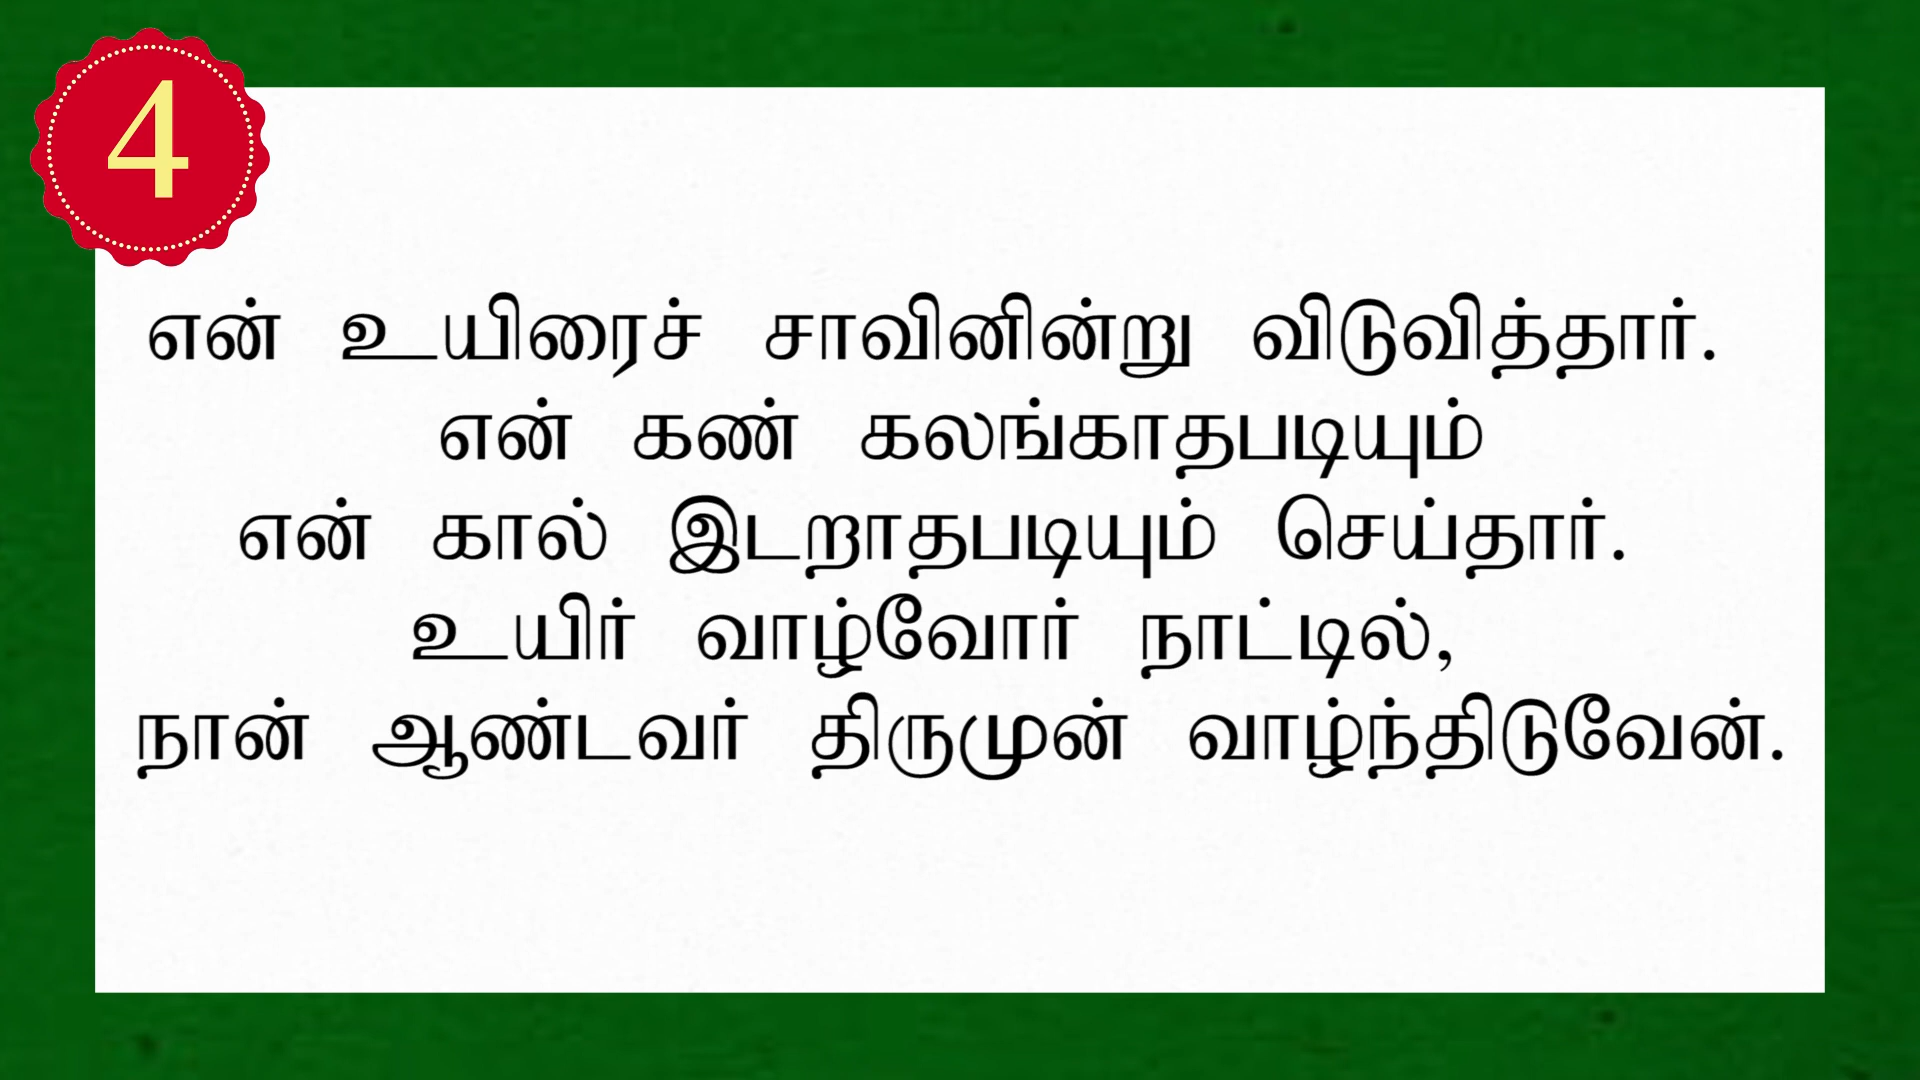 4
என் உயிரைச் சாவினின்று விடுவித்தார்.
என் கண் கலங்காதபடியும்
என் கால் இடறாதபடியும் செய்தார்.
உயிர் வாழ்வோர் நாட்டில்,
நான் ஆண்டவர் திருமுன் வாழ்ந்திடுவேன்.